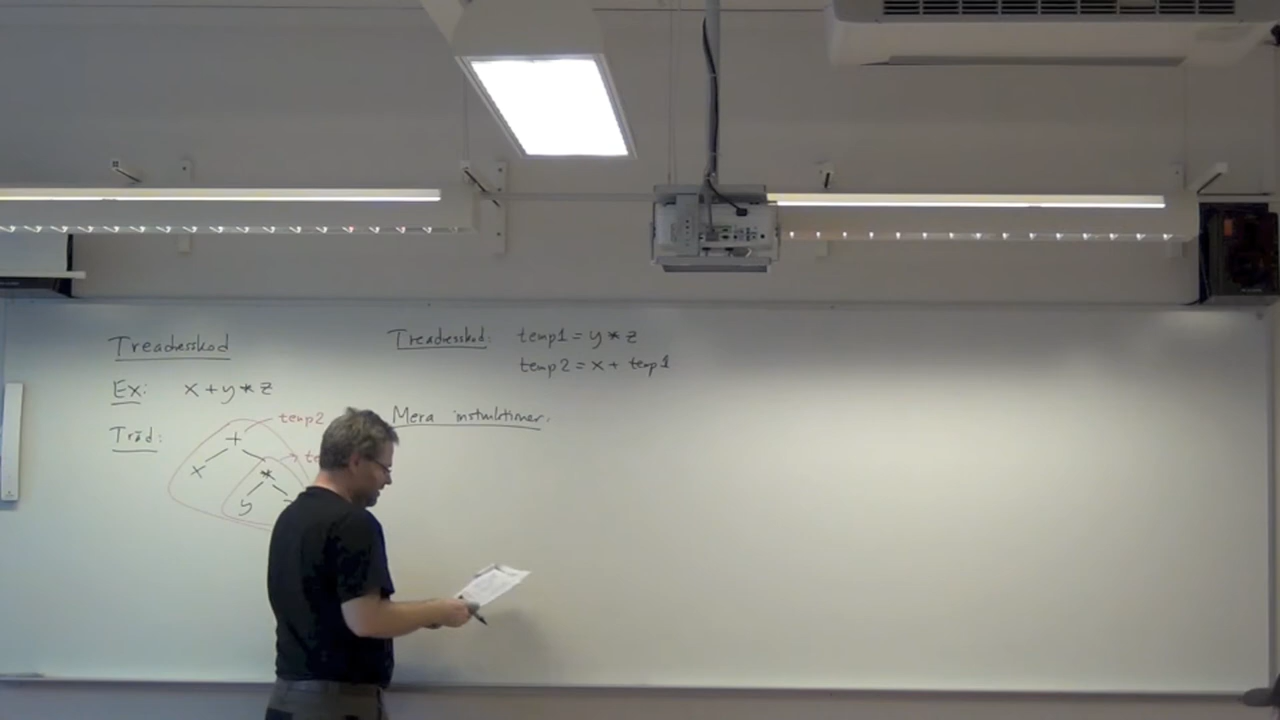 Treadresskod
Ex: x + y * z
Träd:
+
x
*
y
temp2
Treadresskod: temp1 = y * z
temp2 = x + temp1
Mera instruktioner.